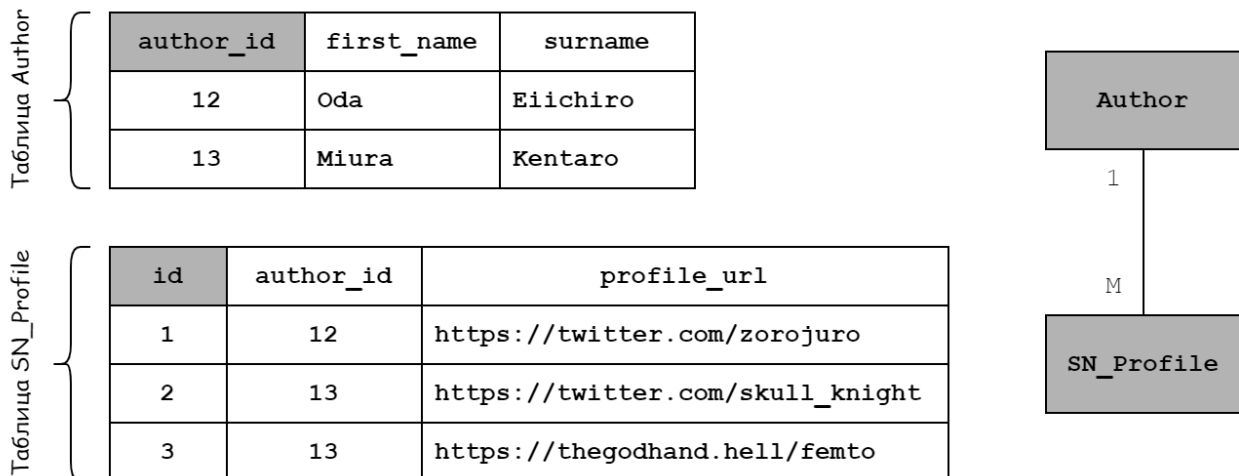 Таблица Author
author_id first_name surname
12 Oda Eiichiro
13 Miura Kentaro
Таблица SN_Profile
id author_id profile_url
1 12 https://twitter.com/zorojuro
2 13 https://twitter.com/skull_knight
3 13 https://thegodhand.hell/femto
Author
1
M
SN_Profile